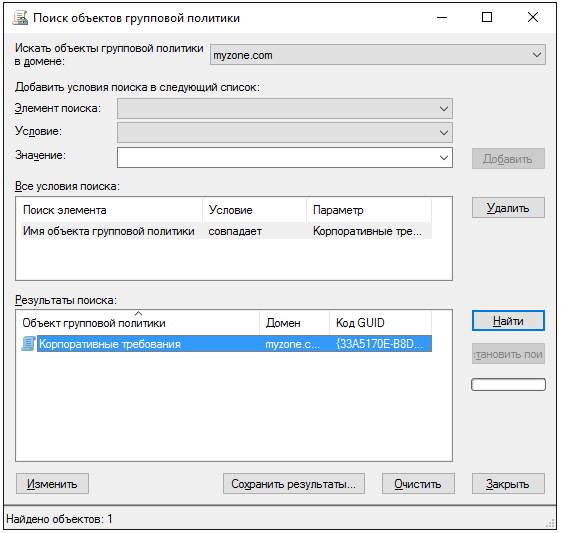 Поиск объектов групповой политики
Искать объекты групповой политики
в домене:
myzone.com
Добавить условия поиска в следующий список:
Элемент поиска:
Условие:
Значение:
Добавить
Все условия поиска:
Поиск элемента Условие Параметр
Имя объекта групповой политики совпадает Корпоративные тре...
Удалить
Результаты поиска:
Объект групповой политики Домен Код GUID
Корпоративные требования myzone.c... {33A5170E-B8D...
Найти
тановить пои
Изменить Сохранить результаты... Очистить Закрыть
Найдено объектов: 1